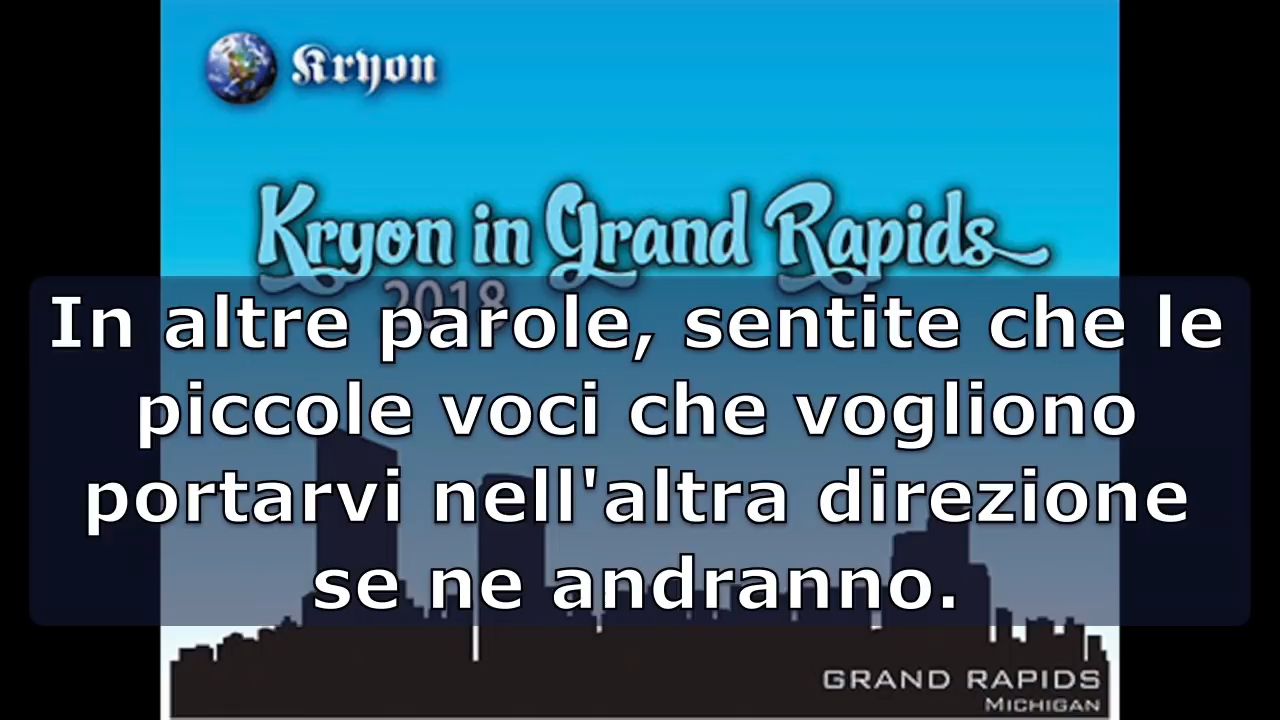 Kryon
Kryon in Grand Rapids
2018
In altre parole, sentite che le
piccole voci che vogliono
portarvi nell'altra direzione
se ne andranno.
GRAND RAPIDS
MICHIGAN